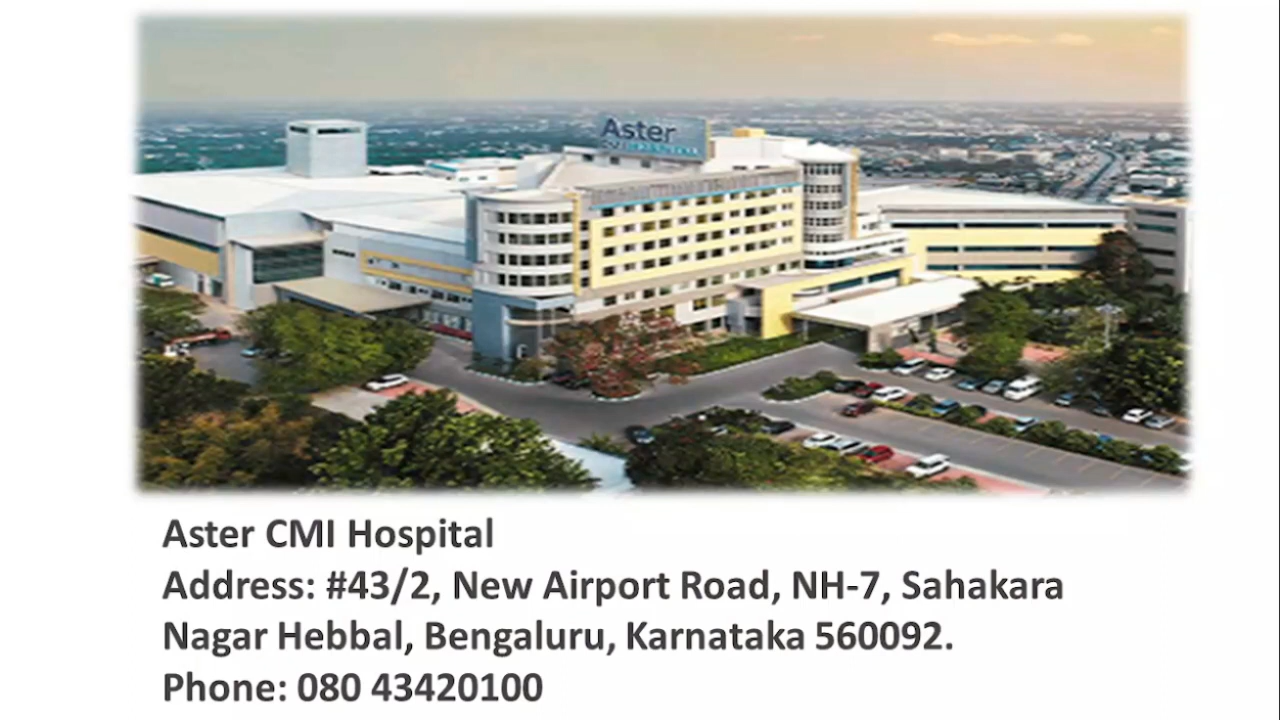 Aster
Aster CMI Hospital
Address: #43/2, New Airport Road, NH-7, Sahakara
Nagar Hebbal, Bengaluru, Karnataka 560092.
Phone: 080 43420100